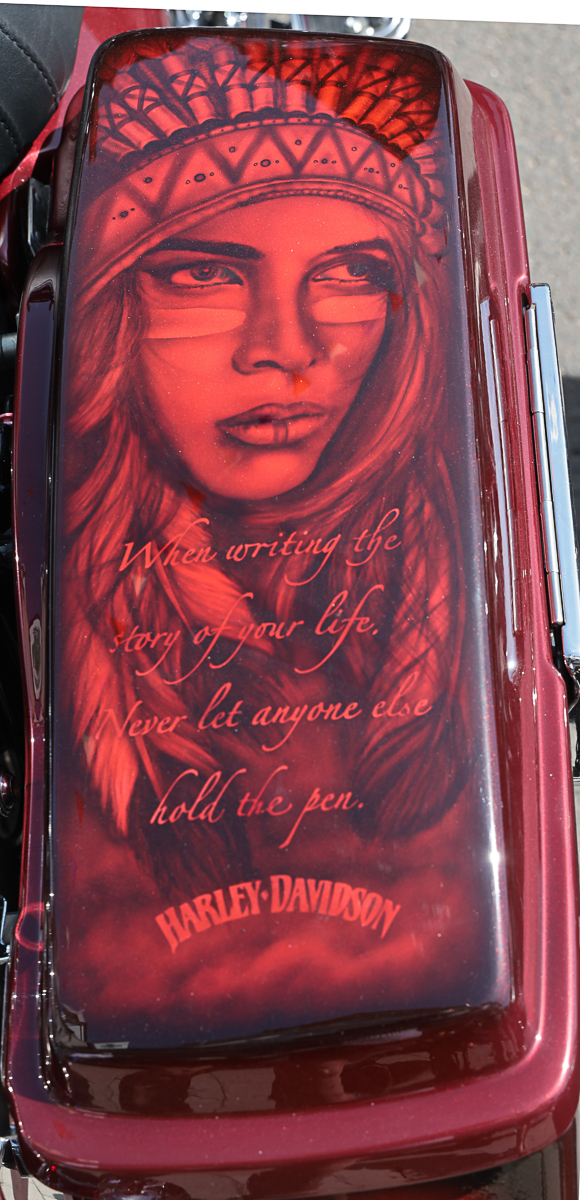 When writing the
story of your life.
Never let anyone else
hold the pen.
HARLEY-DAVIDSON